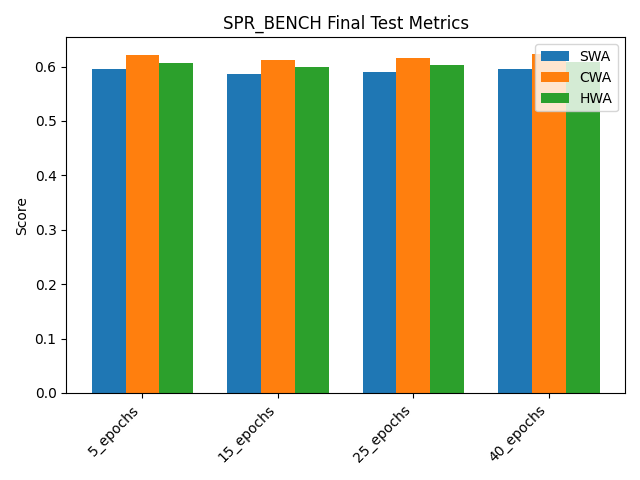 SPR_BENCH Final Test Metrics
SWA
CWA
HWA
Score
0.6
0.5
0.4
0.3
0.2
0.1
0.0
5_epochs
15_epochs
25_epochs
40_epochs